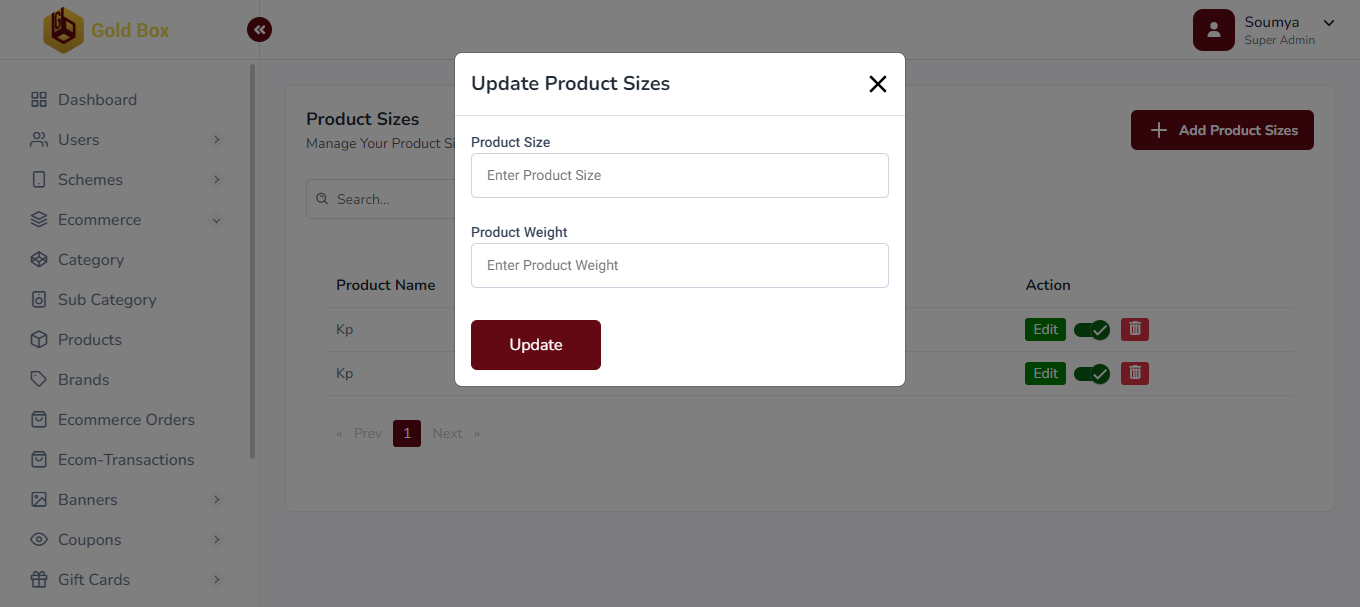 Gold Box
Soumya
Super Admin
Dashboard
Users
Schemes
Ecommerce
Category
Sub Category
Products
Brands
Ecommerce Orders
Ecom-Transactions
Banners
Coupons
Gift Cards
Product Sizes
Manage Your Product
Add Product Sizes
Search...
Product Name
Action
Kp
Edit
Kp
Edit
« Prev 1 Next »
Update Product Sizes
Product Size
Enter Product Size
Product Weight
Enter Product Weight
Update